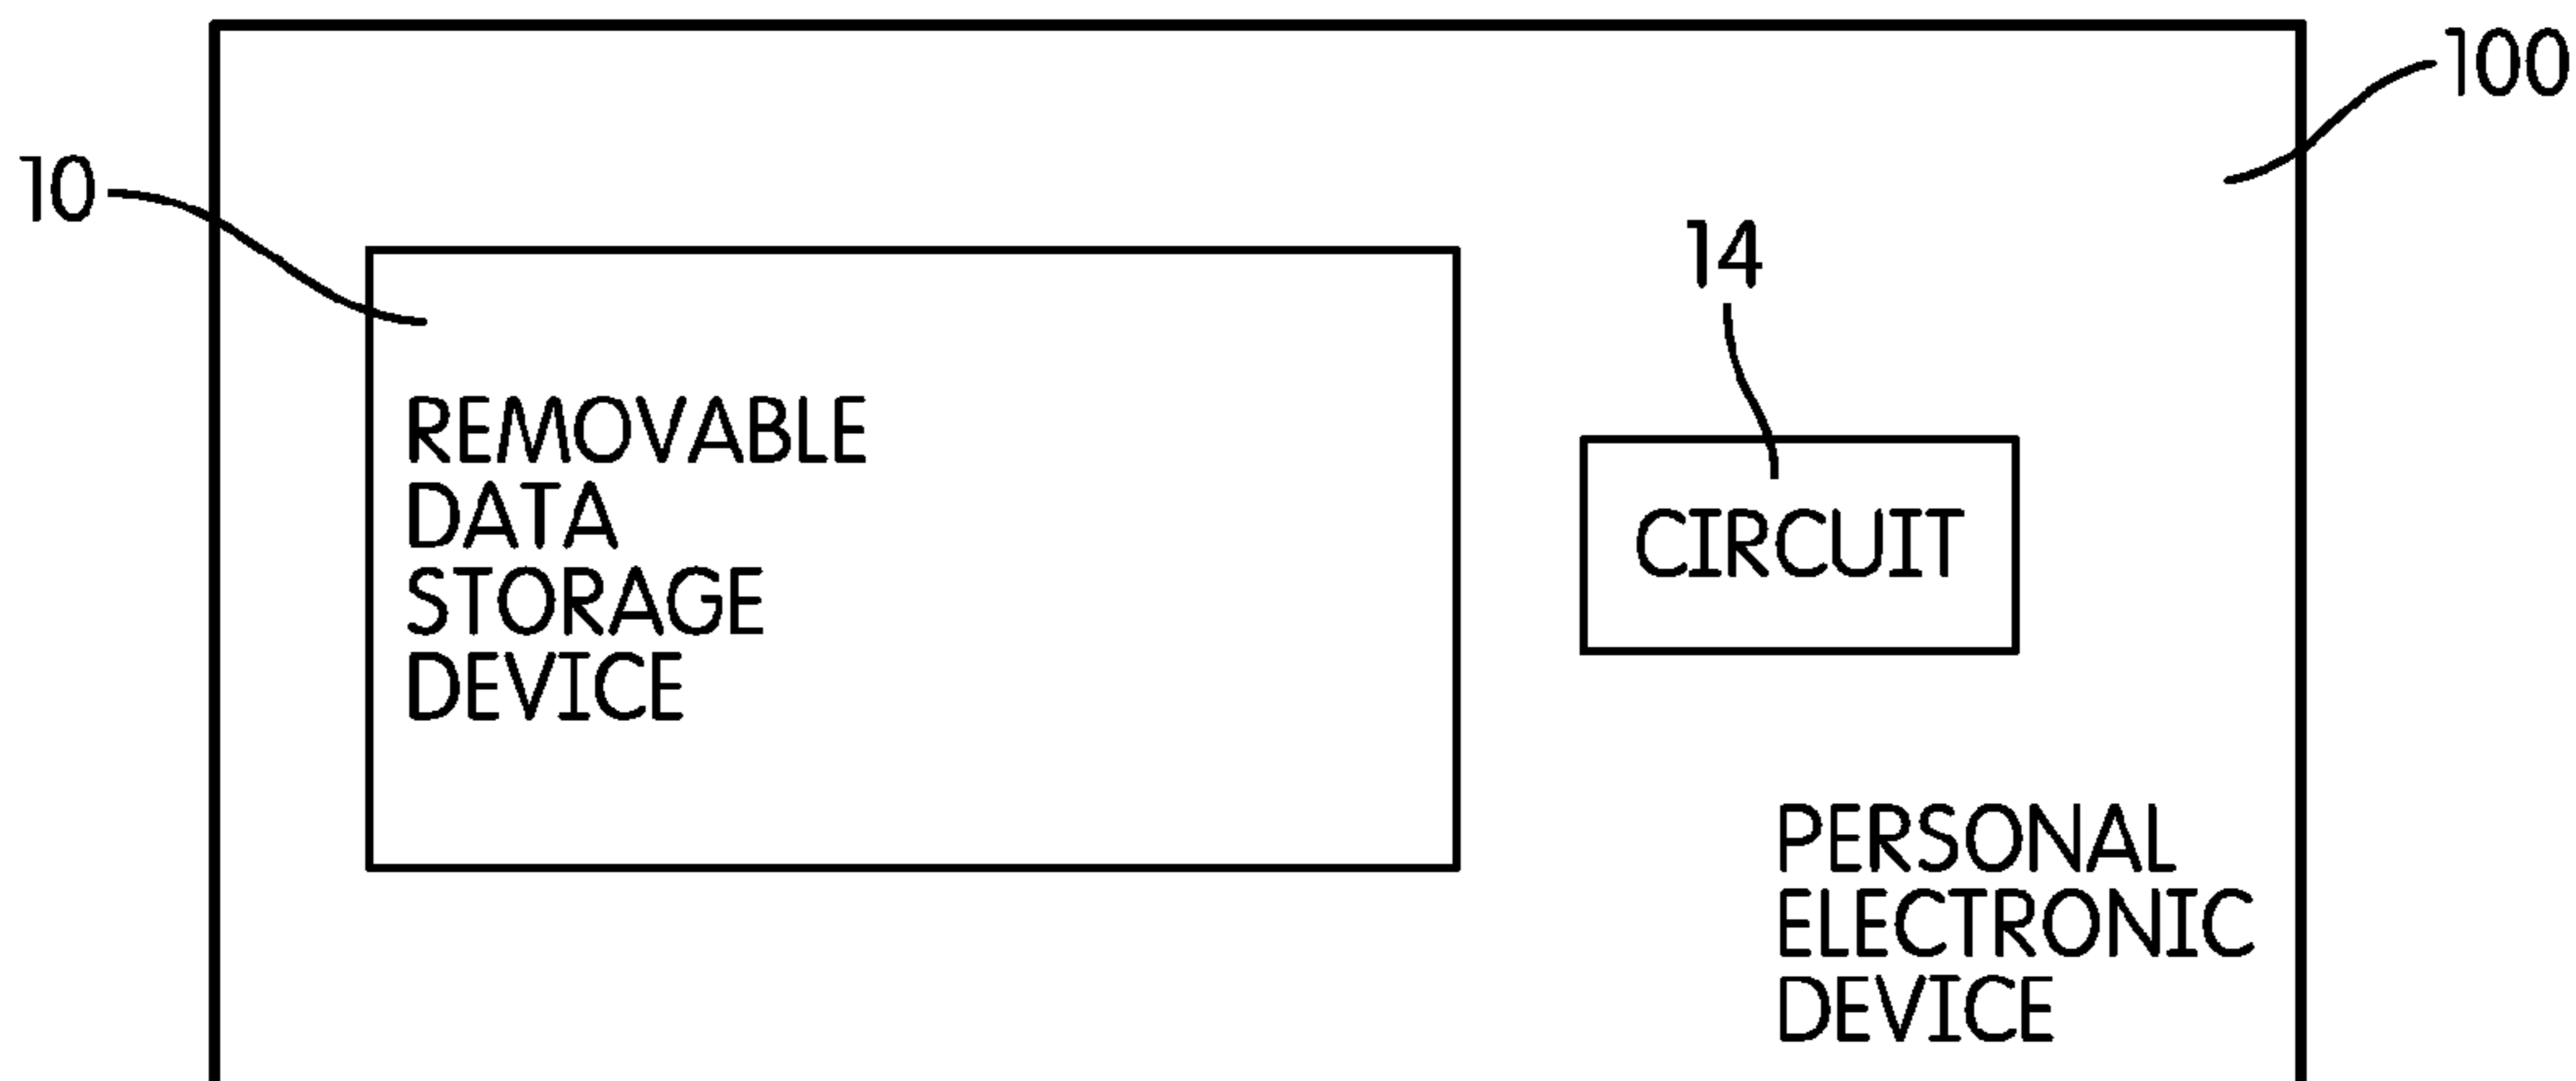 100
10
14
REMOVABLE
DATA
STORAGE
DEVICE
CIRCUIT
PERSONAL
ELECTRONIC
DEVICE